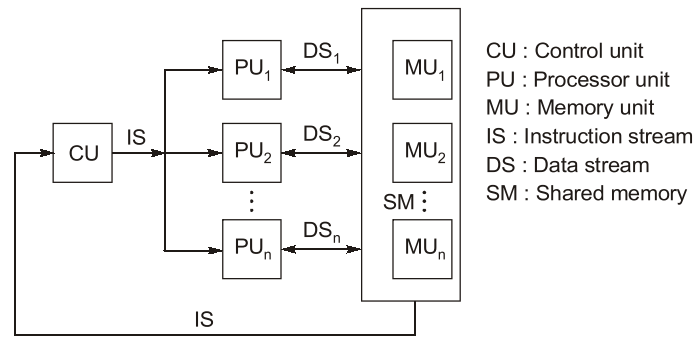 CU
IS
PU₁
DS₁
MU₁
PU₂
DS₂
MU₂
SM
PUₙ
DSₙ
MUₙ
IS
CU : Control unit
PU : Processor unit
MU : Memory unit
IS : Instruction stream
DS : Data stream
SM : Shared memory